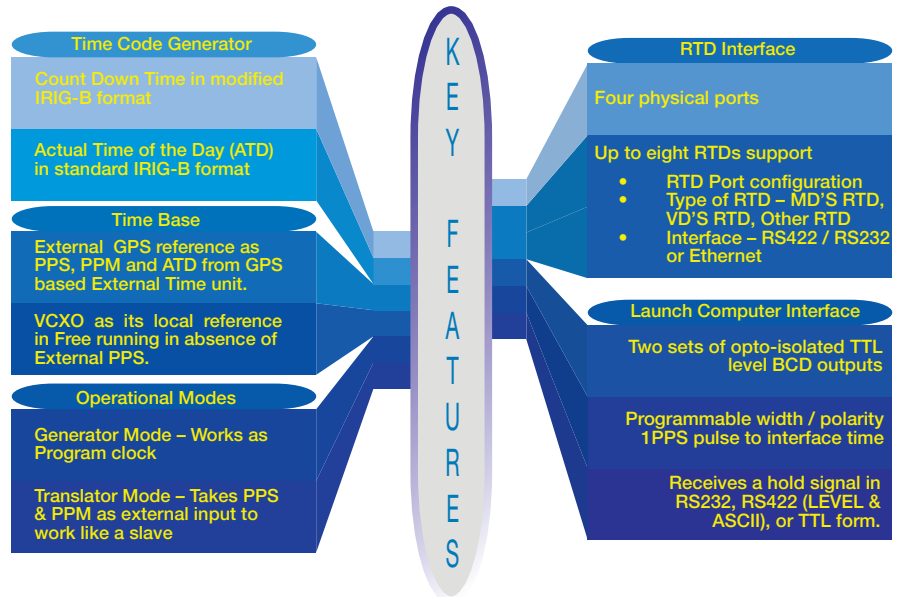 Time Code Generator
Count Down Time in modified
IRIG-B format
Actual Time of the Day (ATD)
in standard IRIG-B format
Time Base
External GPS reference as
PPS, PPM and ATD from GPS
based External Time unit.
VCXO as its local reference
in Free running in absence of
External PPS.
Operational Modes
Generator Mode – Works as
Program clock
Translator Mode – Takes PPS
& PPM as external input to
work like a slave
KEY FEATURES
RTD Interface
Four physical ports
Up to eight RTDs support
• RTD Port configuration
• Type of RTD – MD'S RTD,
VD'S RTD, Other RTD
• Interface – RS422 / RS232
or Ethernet
Launch Computer Interface
Two sets of opto-isolated TTL
level BCD outputs
Programmable width / polarity
1PPS pulse to interface time
Receives a hold signal in
RS232, RS422 (LEVEL &
ASCII), or TTL form.